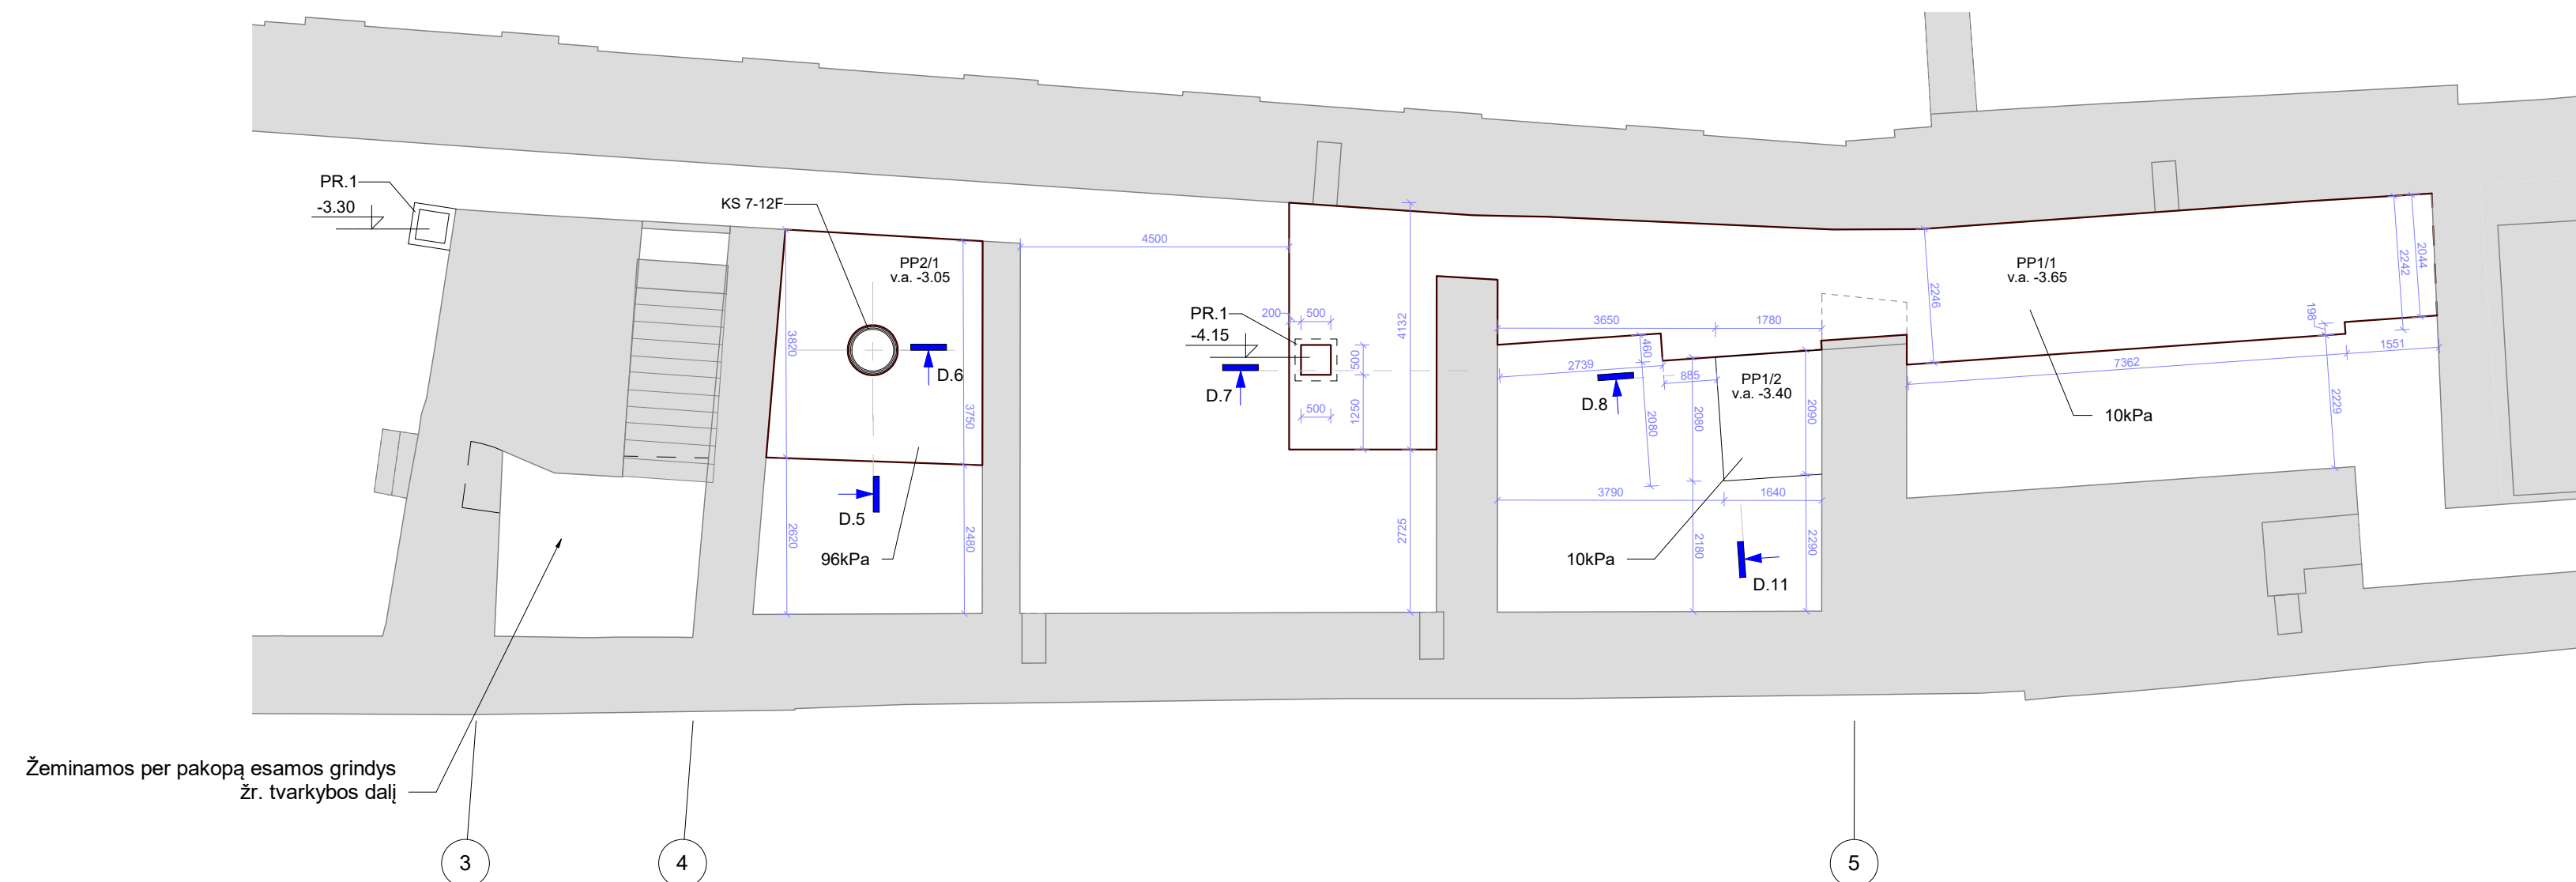 PR.1
-3.30
KS 7-12F
PP2/1
v.a. -3.05
3820
3750
D.6
D.5
96kPa
2620
2480
4500
PR.1
-4.15
200
500
500
1250
500
4132
2725
D.7
3650
1780
460
2739
885
PP1/2
v.a. -3.40
D.8
2080
2080
2090
3790
1640
10kPa
2180
2290
D.11
PP1/1
v.a. -3.65
2246
2242
2044
198
10kPa
7362
1551
2229
Žeminamos per pakopą esamos grindys
žr. tvarkybos dalį
3
4
5